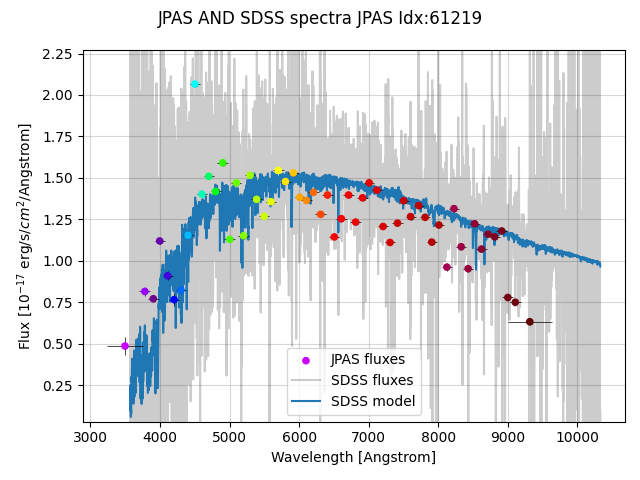 JPAS AND SDSS spectra JPAS Idx:61219
2.25
2.00
1.75
1.50
1.25
1.00
0.75
0.50
0.25
Flux [10^{-17} erg/s/cm^2/Angstrom]
JPAS fluxes
SDSS fluxes
SDSS model
3000 4000 5000 6000 7000 8000 9000 10000
Wavelength [Angstrom]